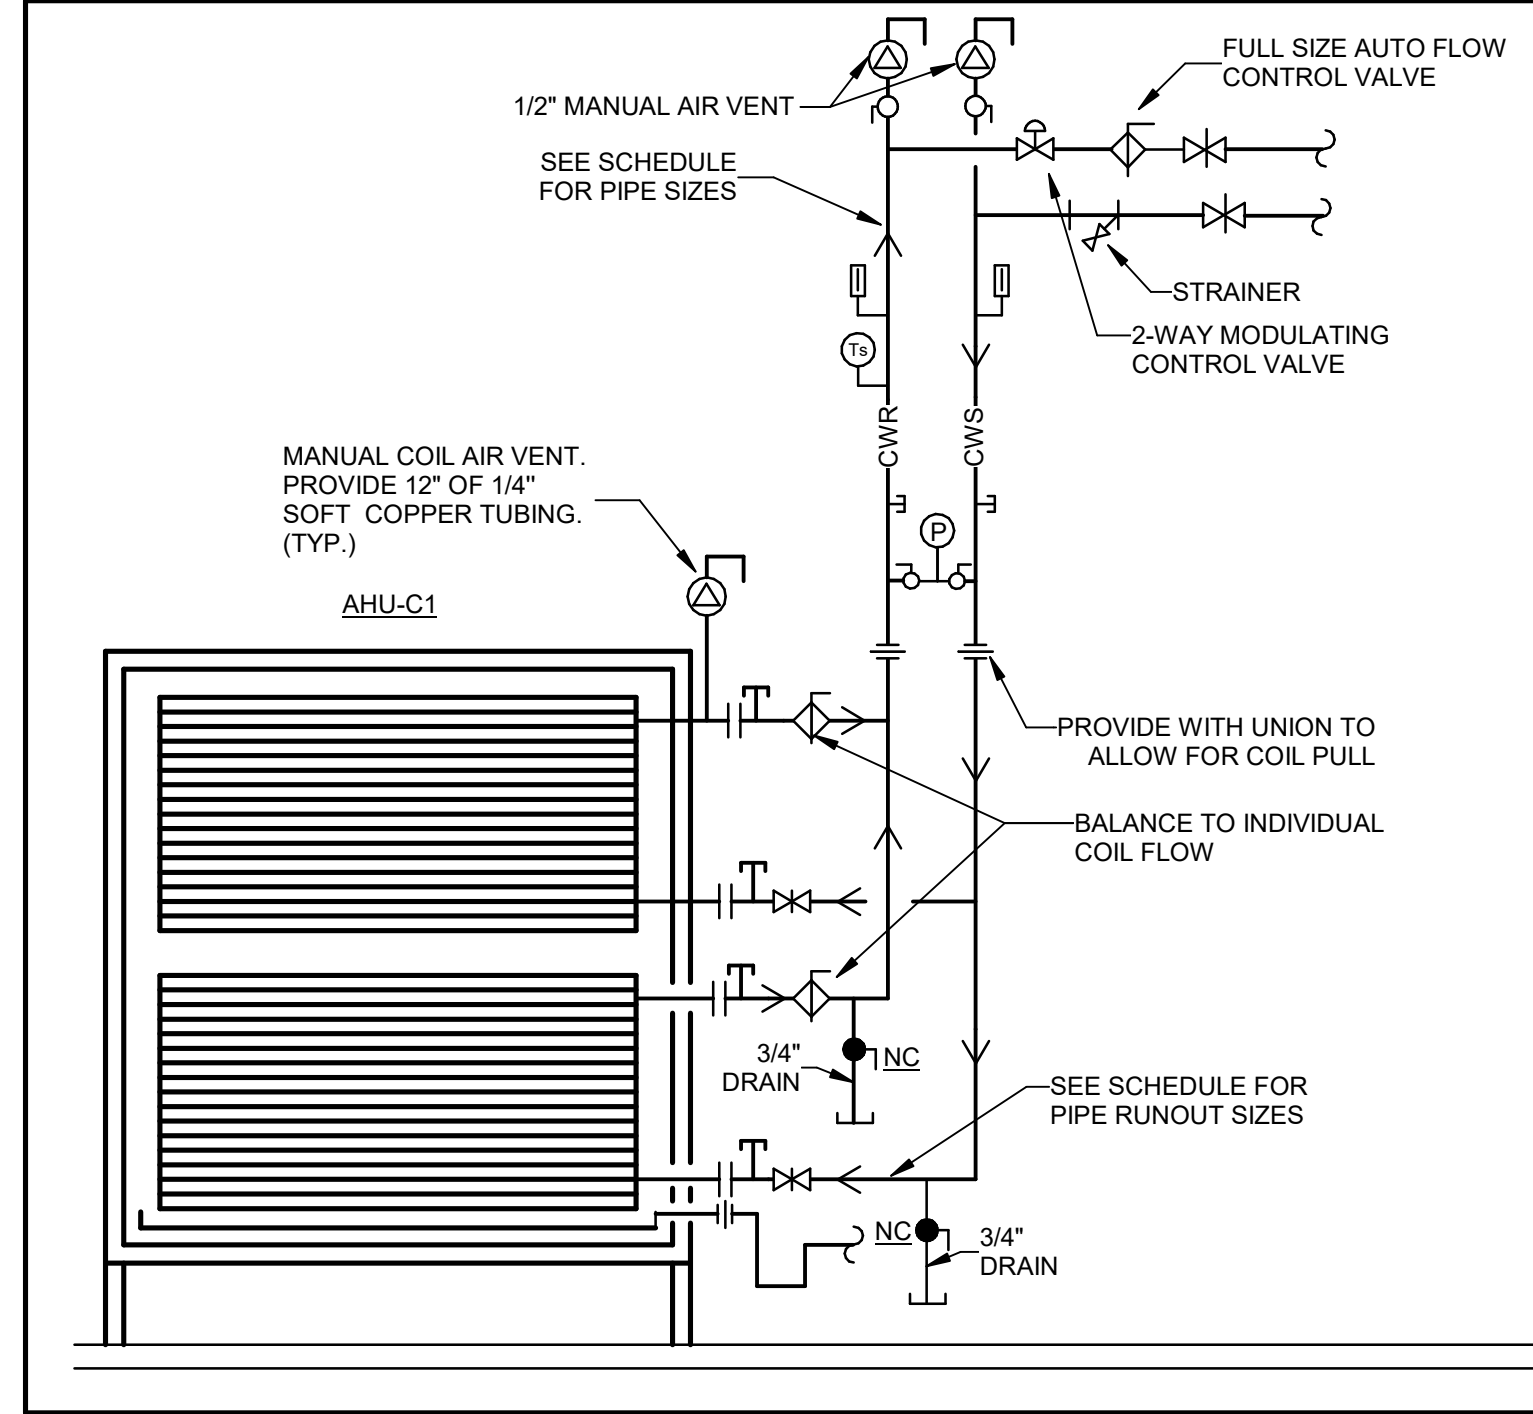 FULL SIZE AUTO FLOW
CONTROL VALVE
1/2" MANUAL AIR VENT
SEE SCHEDULE
FOR PIPE SIZES
STRAINER
2-WAY MODULATING
CONTROL VALVE
Ts
CWR
CWS
MANUAL COIL AIR VENT.
PROVIDE 12" OF 1/4"
SOFT COPPER TUBING.
(TYP.)
P
AHU-C1
PROVIDE WITH UNION TO
ALLOW FOR COIL PULL
BALANCE TO INDIVIDUAL
COIL FLOW
3/4"
DRAIN
NC
SEE SCHEDULE FOR
PIPE RUNOUT SIZES
NC
3/4"
DRAIN